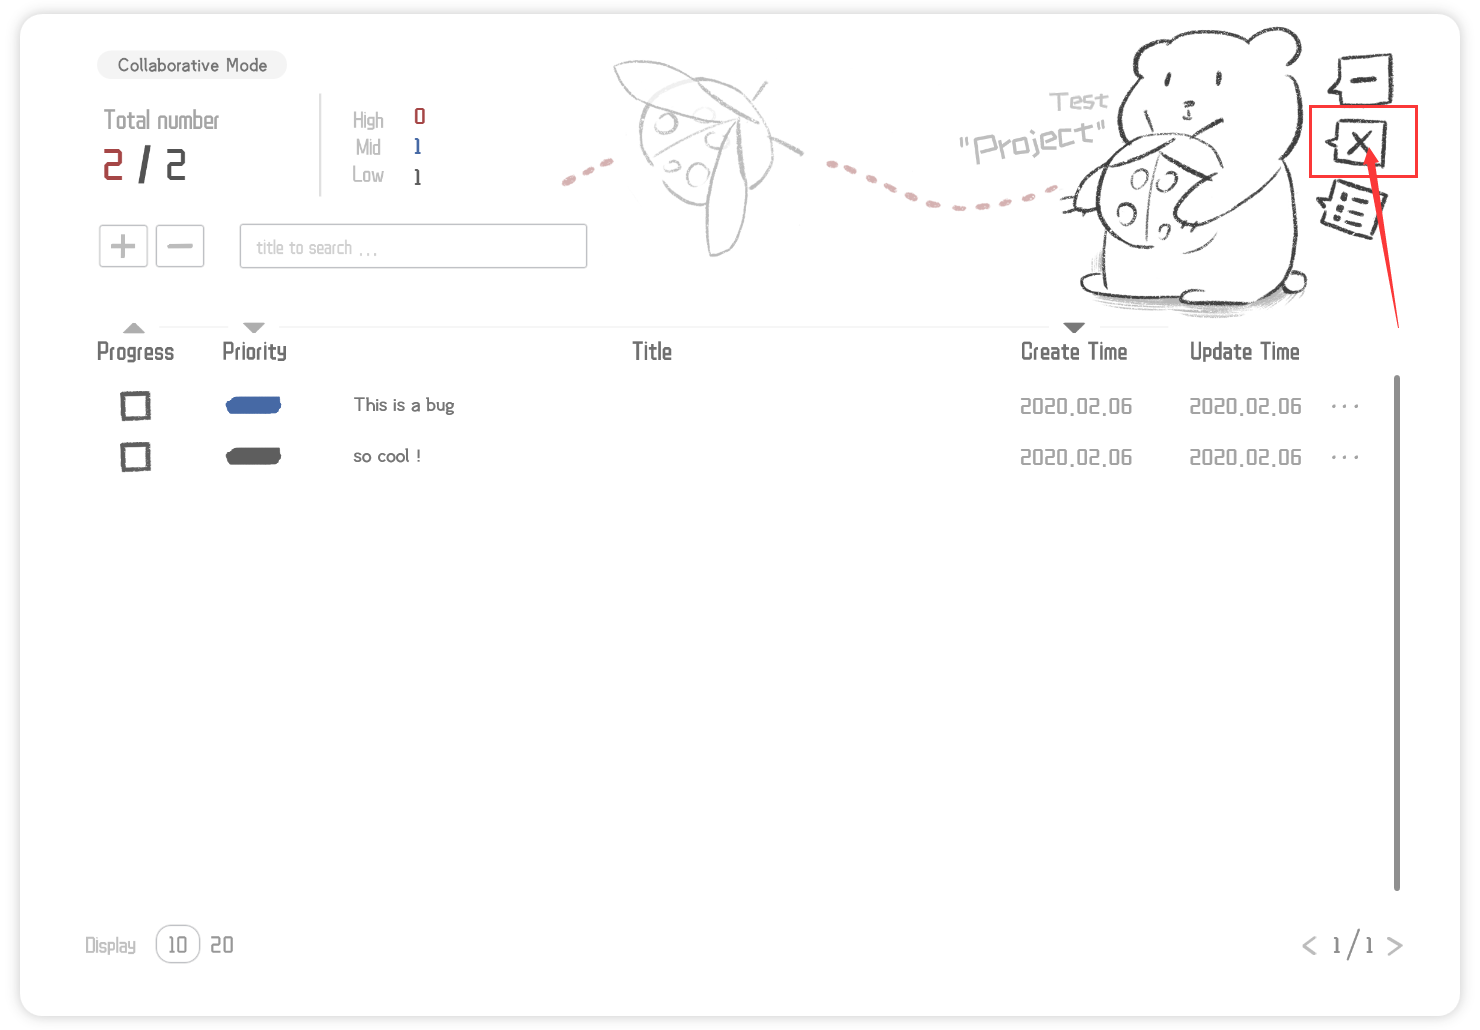 Collaborative Mode
Total number
2 / 2
High 0
Mid 1
Low 1
Test
"Project"
title to search ...
Progress Priority Title Create Time Update Time
This is a bug 2020.02.06 2020.02.06 ...
so cool ! 2020.02.06 2020.02.06 ...
Display 10 20
< 1 / 1 >